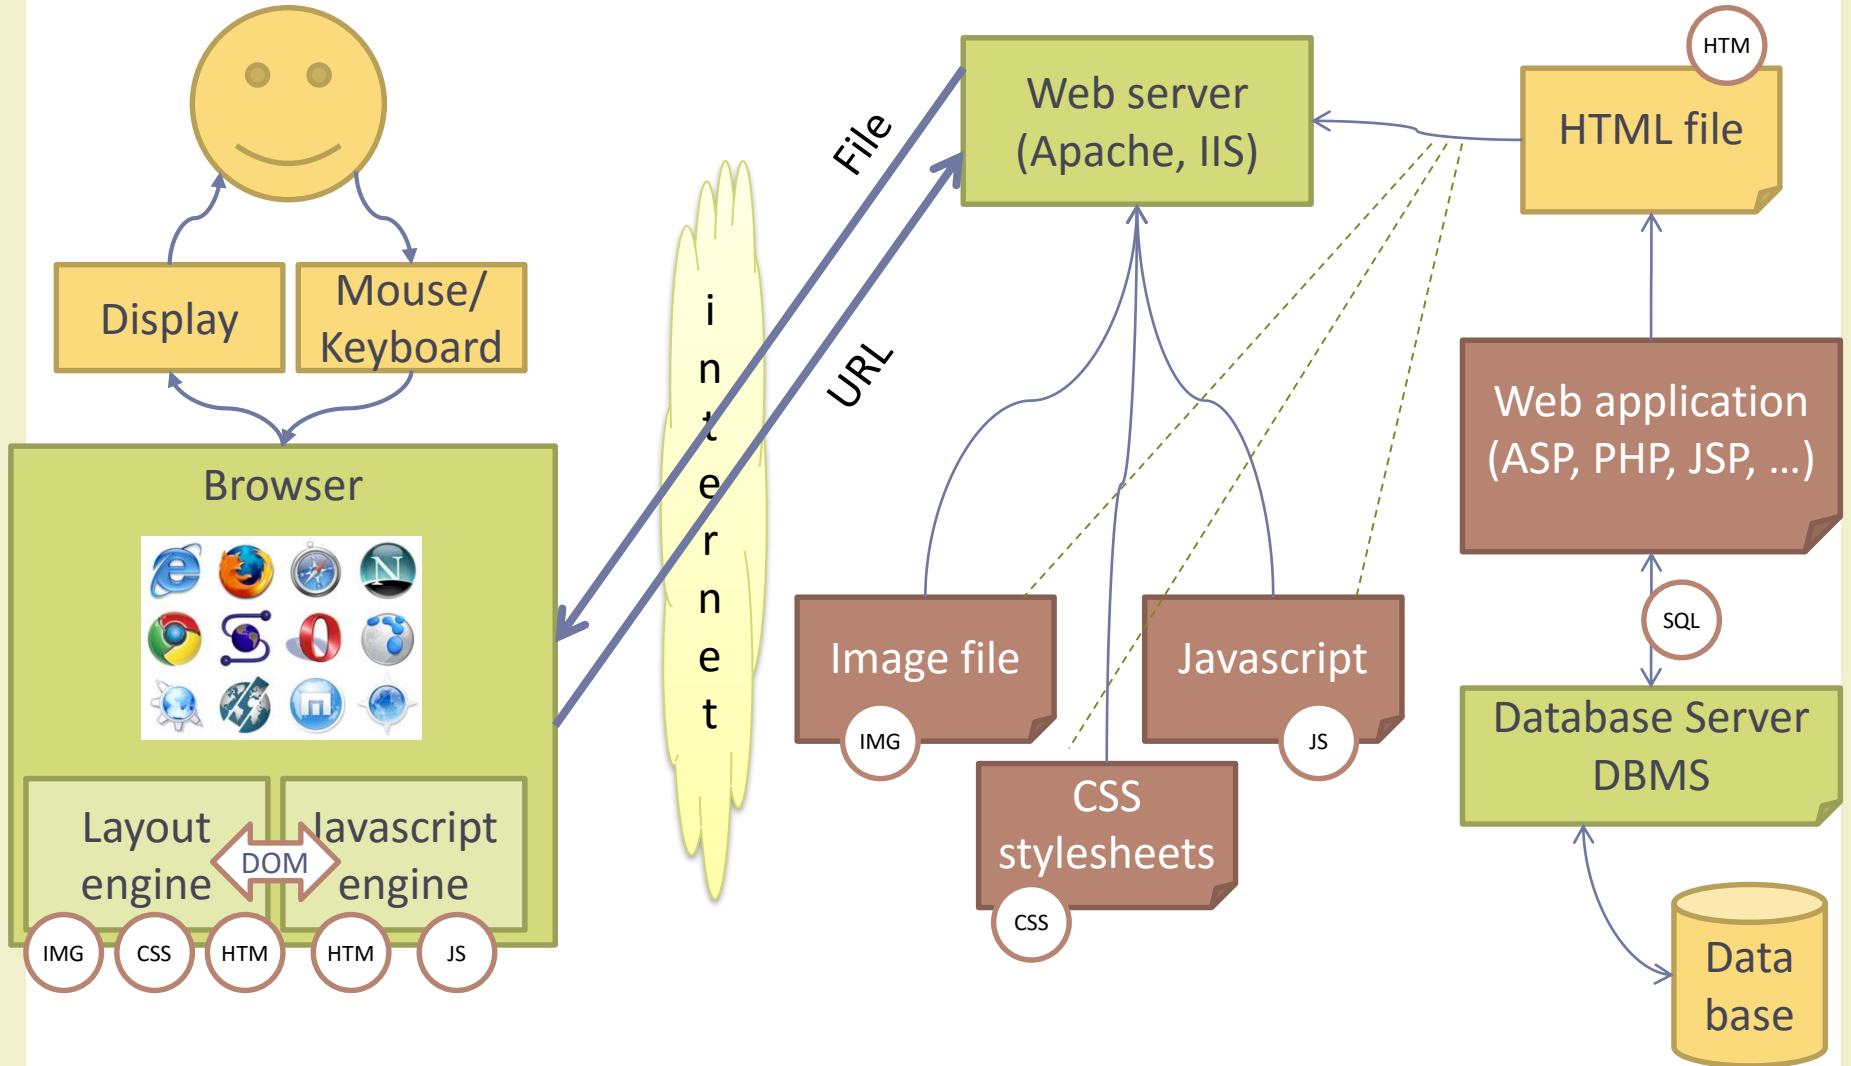 HTM
Web server
(Apache, IIS)
HTML file
File
Display
Mouse/
Keyboard
internet
URL
Web application
(ASP, PHP, JSP, ...)
Browser
N
SQL
Image file
Javascript
IMG
JS
Database Server
DBMS
CSS
stylesheets
CSS
Layout
engine
DOM
Javascript
engine
IMG
CSS
HTM
HTM
JS
Data
base